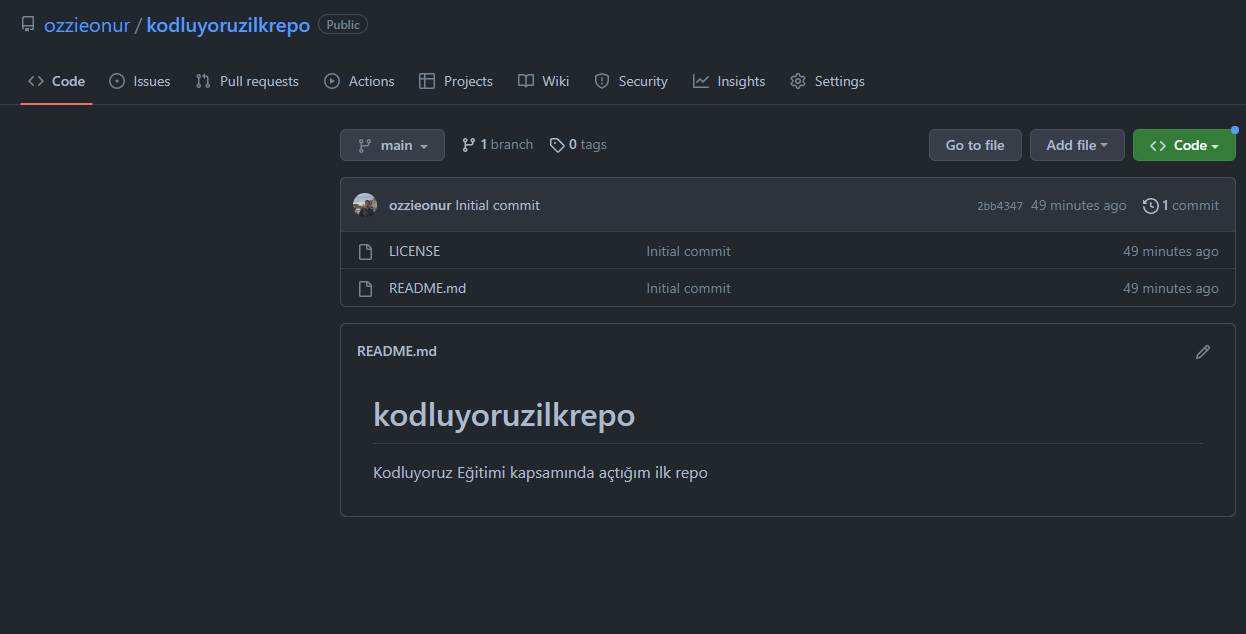 ozzieonur / kodluyoruzilkrepo Public
Code Issues Pull requests Actions Projects Wiki Security Insights Settings
main 1 branch 0 tags Go to file Add file Code
ozzieonur Initial commit 2bb4347 49 minutes ago 1 commit
LICENSE Initial commit 49 minutes ago
README.md Initial commit 49 minutes ago
README.md
kodluyoruzilkrepo
Kodluyoruz Eğitimi kapsamında açtığım ilk repo